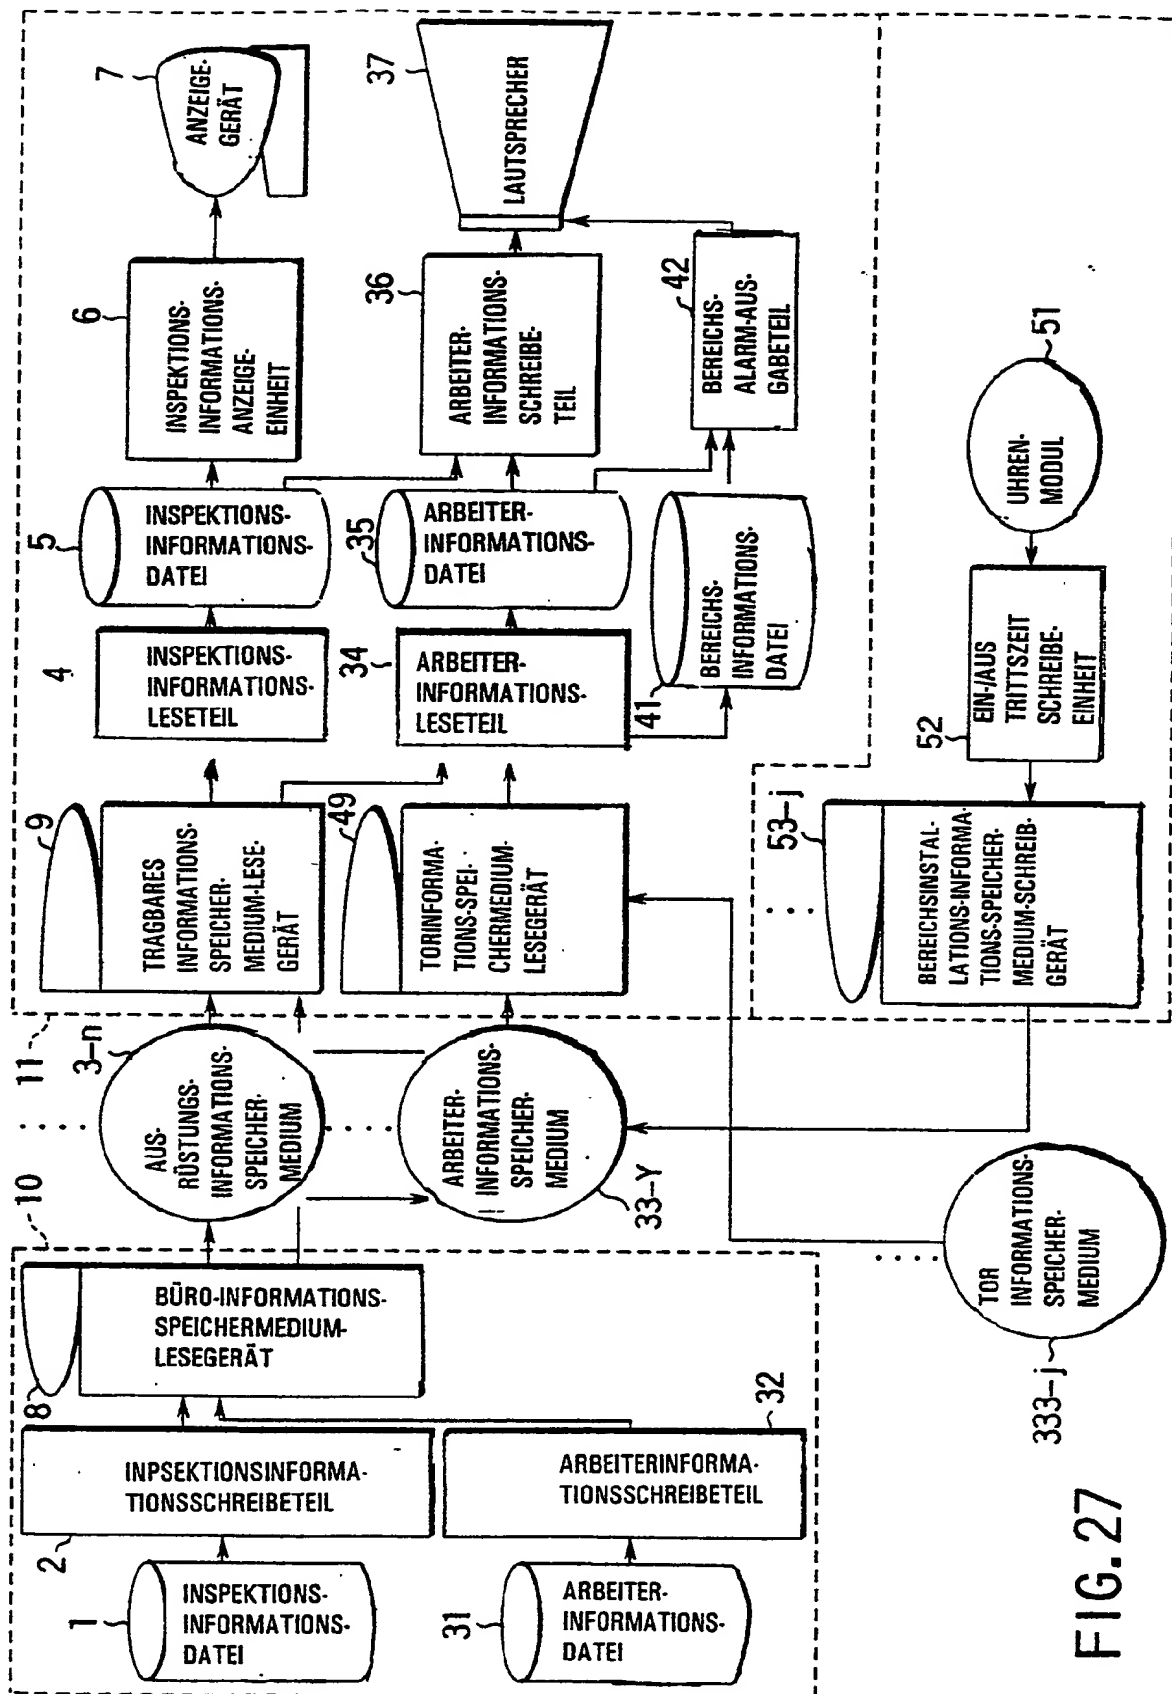 10
1
INSPEKTIONS-
INFORMATIONS-
DATEI
2
INPSEKTIONSINFORMA-
TIONSSCHREIBETEIL
8
BÜRO-INFORMATIONS-
SPEICHERMEDIUM-
LESEGERÄT
31
ARBEITER-
INFORMATIONS-
DATEI
32
ARBEITERINFORMA-
TIONSSCHREIBETEIL
3-n
AUS-
RÜSTUNGS-
INFORMATIONS-
SPEICHER-
MEDIUM
33-Y
ARBEITER-
INFORMATIONS-
SPEICHER-
MEDIUM
11
9
TRAGBARES
INFORMATIONS-
SPEICHER-
MEDIUM-LESE-
GERÄT
4
INSPEKTIONS-
INFORMATIONS-
LESETEIL
5
INSPEKTIONS-
INFORMATIONS-
DATEI
6
INSPEKTIONS-
INFORMATIONS-
ANZEIGE-
EINHEIT
7
ANZEIGE-
GERÄT
49
TORINFORMA-
TIONS-SPEI-
CHERMEDIUM-
LESEGERÄT
34
ARBEITER-
INFORMATIONS-
LESETEIL
35
ARBEITER-
INFORMATIONS-
DATEI
36
ARBEITER-
INFORMATIONS-
SCHREIBE-
TEIL
37
LAUTSPRECHER
41
BEREICHS-
INFORMATIONS-
DATEI
42
BEREICHS-
ALARM-AUS-
GABETEIL
333-j
TOR
INFORMATIONS-
SPEICHER-
MEDIUM
53-j
BEREICHSINSTAL-
LATIONS-INFORMA-
TIONS-SPEICHER-
MEDIUM-SCHREIB-
GERÄT
52
EIN-/AUS
TRITTSZEIT
SCHREIBE-
EINHEIT
51
UHREN-
MODUL
FIG. 27